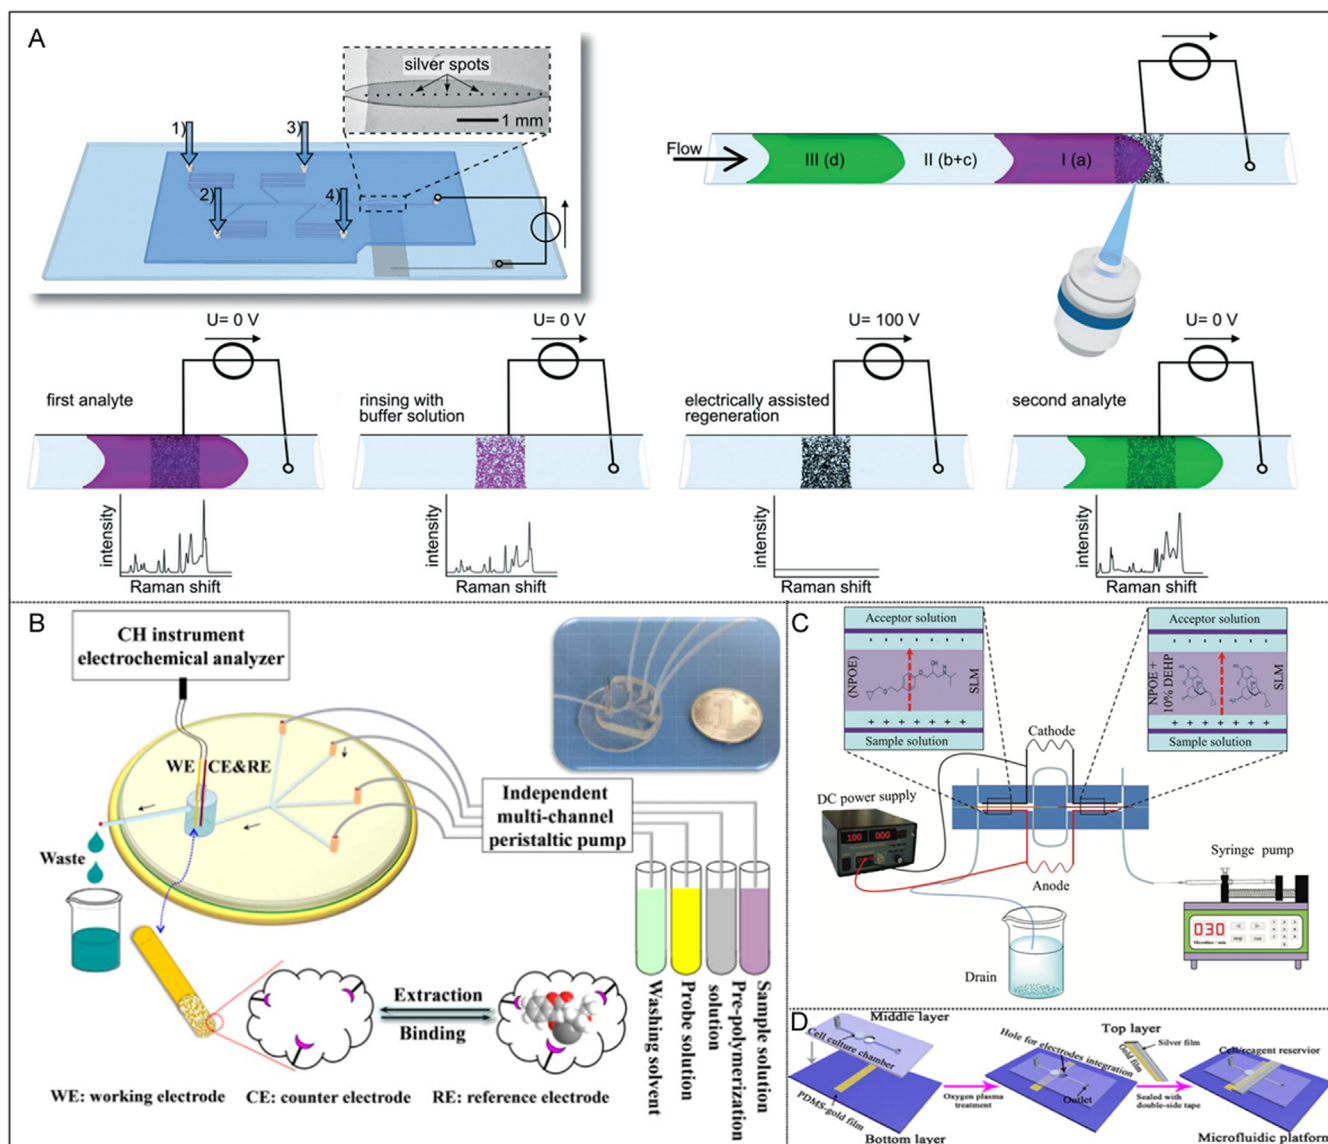 A
silver spots
1 mm
1)
3)
2)
4)
Flow
III (d)
II (b+c)
I (a)
U= 0 V
U= 0 V
U= 100 V
U= 0 V
first analyte
rinsing with
buffer solution
electrically assisted
regeneration
second analyte
intensity
Raman shift
intensity
Raman shift
intensity
Raman shift
intensity
Raman shift
B
CH instrument
electrochemical analyzer
WE
CE&RE
Waste
Independent
multi-channel
peristaltic pump
Extraction
Binding
Washing solvent
Probe solution
Pre-polymerization
solution
Sample solution
WE: working electrode
CE: counter electrode
RE: reference electrode
C
Acceptor solution
(NPOE)
SLM
Sample solution
Acceptor solution
NPOE +
10% DEHP
SLM
Sample solution
Cathode
DC power supply
100
000
Anode
Syringe pump
030
Drain
D
Middle layer
Cell culture chamber
PDMS-gold film
Bottom layer
Oxygen plasma
treatment
Hole for electrodes integration
Outlet
Top layer
Silver film
Gold film
Sealed with
double-side tape
Cell/reagent reservior
Microfluidic platform